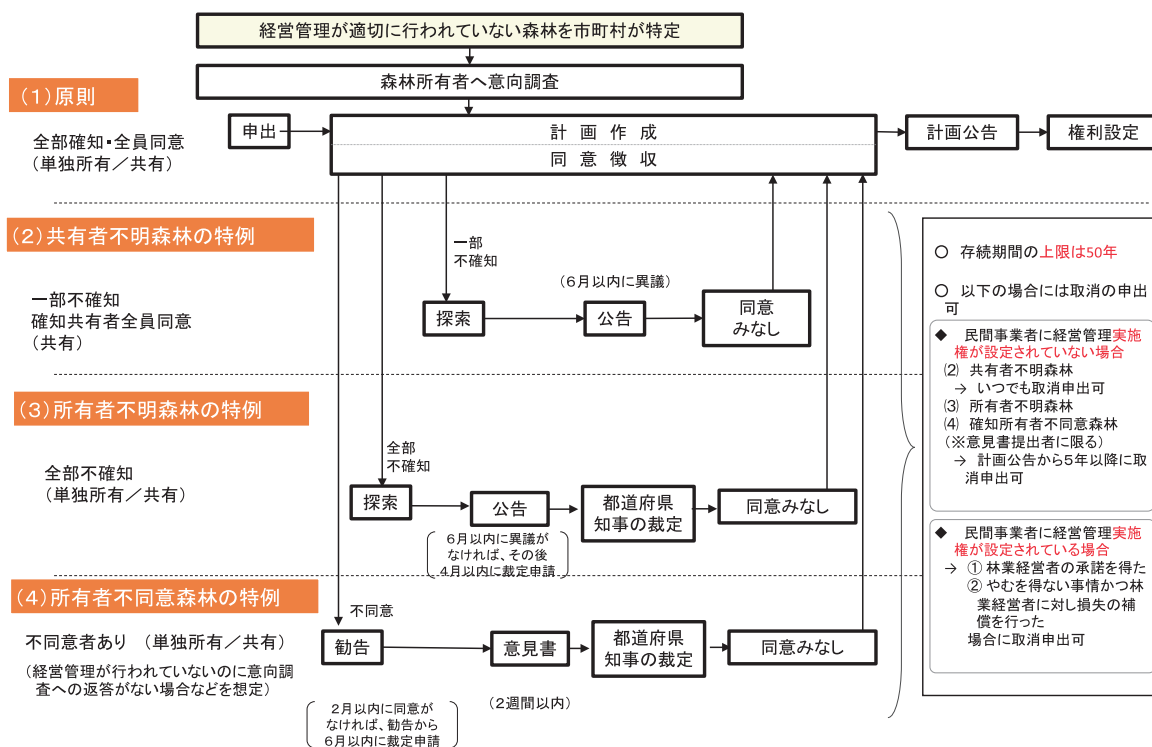 経営管理が適切に行われていない森林を市町村が特定
森林所有者へ意向調査
(1)原則
全部確知・全員同意
(単独所有/共有)
申出
計画作成
同意徴収
計画公告
権利設定
(2)共有者不明森林の特例
一部不確知
確知共有者全員同意
(共有)
一部
不確知
探索
(6月以内に異議)
公告
同意
みなし
(3)所有者不明森林の特例
全部不確知
(単独所有/共有)
全部
不確知
探索
公告
6月以内に異議が
なければ、その後
4月以内に裁定申請
都道府県
知事の裁定
同意みなし
(4)所有者不同意森林の特例
不同意者あり (単独所有/共有)
(経営管理が行われていないのに意向調
査への返答がない場合などを想定)
不同意
勧告
2月以内に同意が
なければ、勧告から
6月以内に裁定申請
意見書
(2週間以内)
都道府県
知事の裁定
同意みなし
○ 存続期間の上限は50年
○ 以下の場合には取消の申出
可
◆ 民間事業者に経営管理実施
権が設定されていない場合
⑵ 共有者不明森林
→ いつでも取消申出可
⑶ 所有者不明森林
⑷ 確知所有者不同意森林
(※意見書提出者に限る)
→ 計画公告から5年以降に取
消申出可
◆ 民間事業者に経営管理実施
権が設定されている場合
→ ① 林業経営者の承諾を得た
② やむを得ない事情かつ林
業経営者に対し損失の補
償を行った
場合に取消申出可